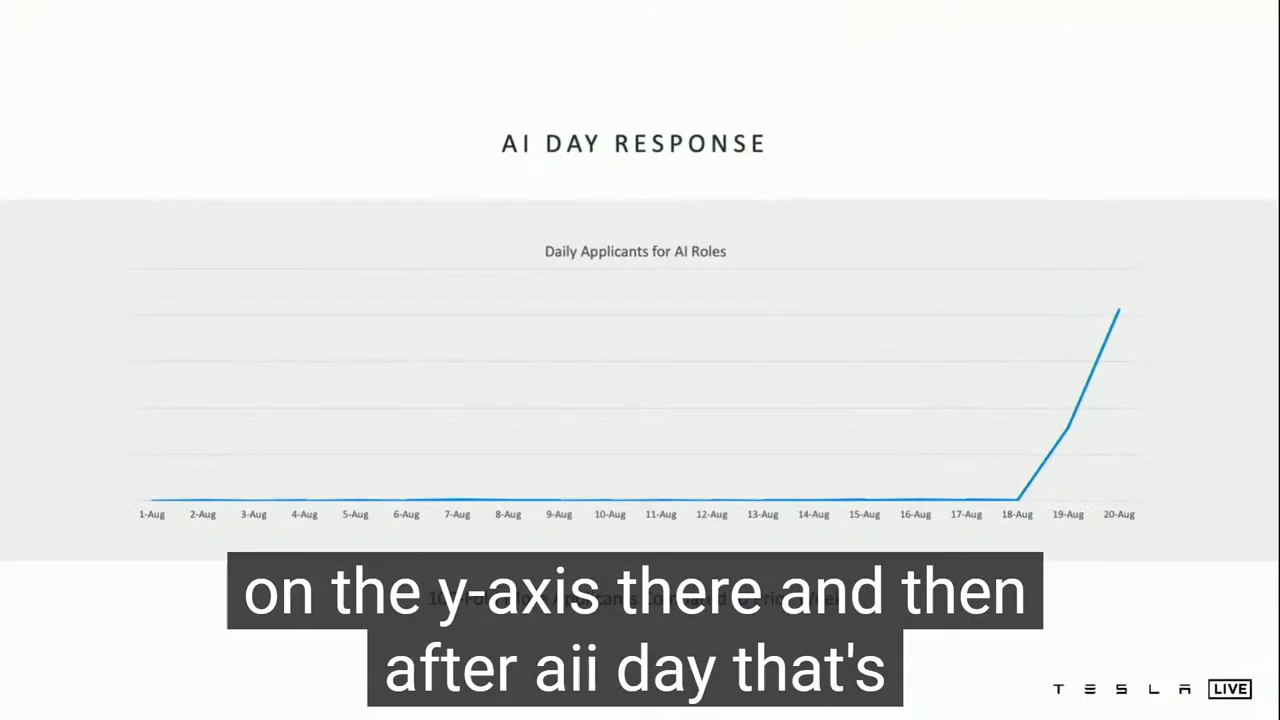 AI DAY RESPONSE
Daily Applicants for AI Roles
1-Aug 2-Aug 3-Aug 4-Aug 5-Aug 6-Aug 7-Aug 8-Aug 9-Aug 10-Aug 11-Aug 12-Aug 13-Aug 14-Aug 15-Aug 16-Aug 17-Aug 18-Aug 19-Aug 20-Aug
on the y-axis there and then
after aii day that's
TESLA LIVE